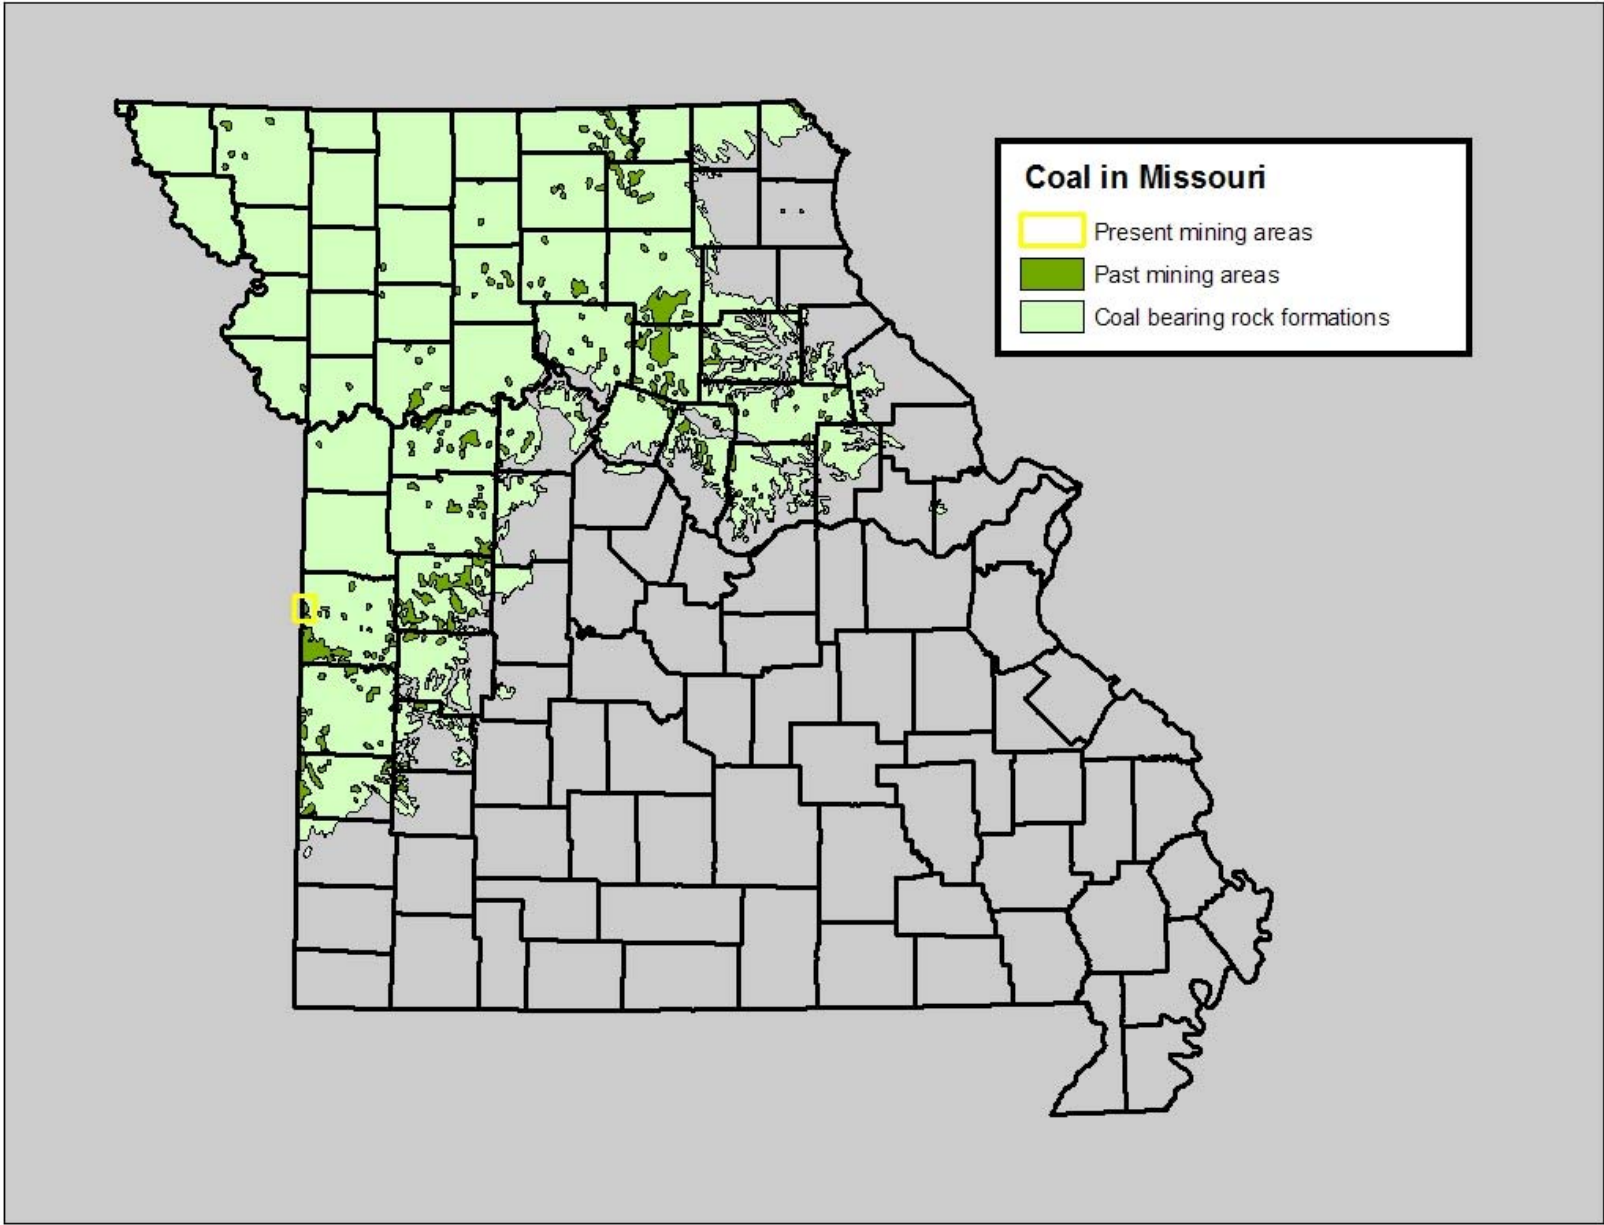 Coal in Missouri
Present mining areas
Past mining areas
Coal bearing rock formations